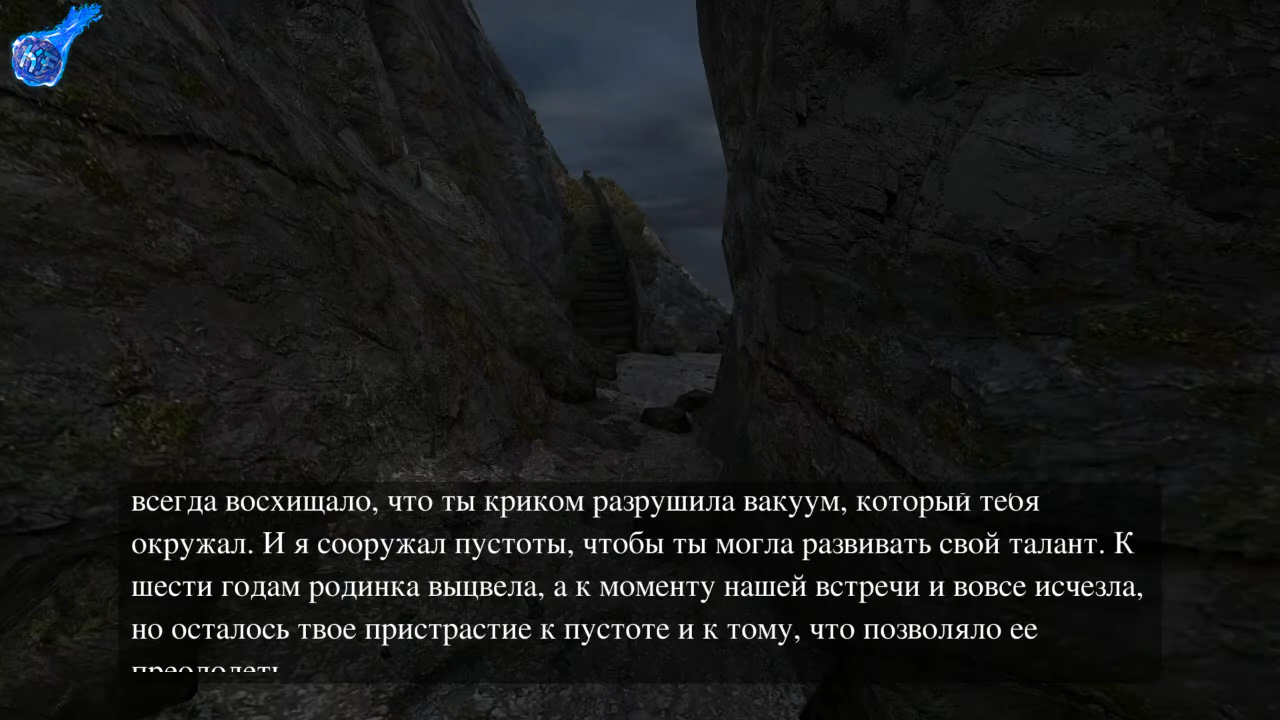 всегда восхищало, что ты криком разрушила вакуум, который тебя
окружал. И я сооружал пустоты, чтобы ты могла развивать свой талант. К
шести годам родинка выцвела, а к моменту нашей встречи и вовсе исчезла,
но осталось твое пристрастие к пустоте и к тому, что позволяло ее
преодолеть